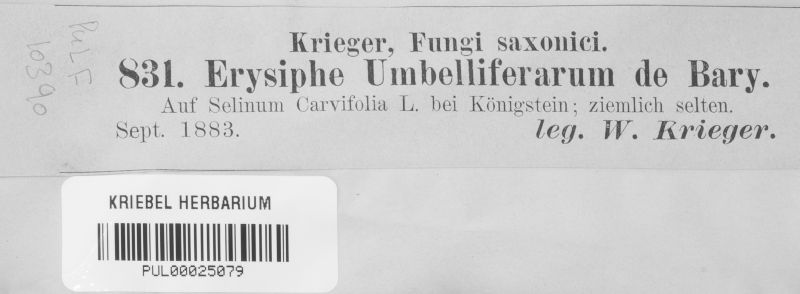 Krieger, Fungi saxonici.
831. Erysiphe Umbelliferarum de Bary.
Auf Selinum Carvifolia L. bei Königstein; ziemlich selten.
Sept. 1883. leg. W. Krieger.
PUL F
10390
KRIEBEL HERBARIUM
PUL00025079